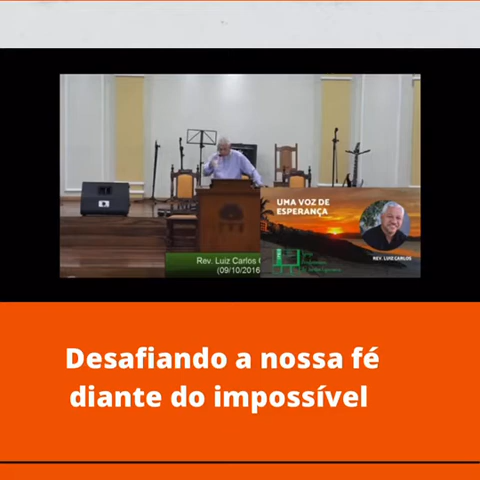 UMA VOZ DE
ESPERANÇA
REV. LUIZ CARLOS
Rev. Luiz Carlos
(09/10/2016
Desafiando a nossa fé
diante do impossível